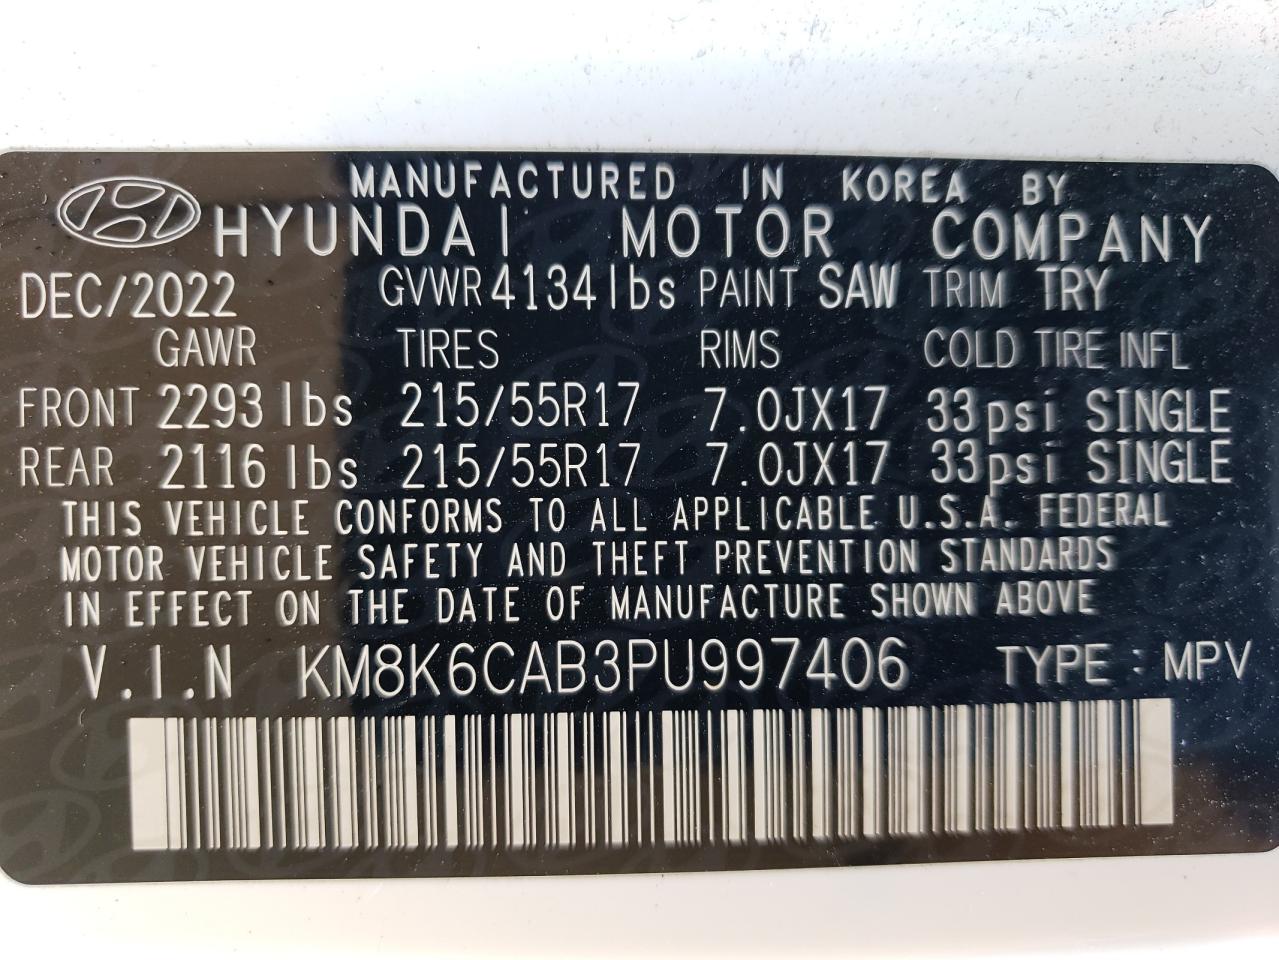 MANUFACTURED IN KOREA BY
HYUNDAI MOTOR COMPANY
DEC/2022 GVWR 4134lbs PAINT SAW TRIM TRY
GAWR TIRES RIMS COLD TIRE INFL
FRONT 2293 lbs 215/55R17 7.0JX17 33psi SINGLE
REAR 2116 lbs 215/55R17 7.0JX17 33psi SINGLE
THIS VEHICLE CONFORMS TO ALL APPLICABLE U.S.A. FEDERAL
MOTOR VEHICLE SAFETY AND THEFT PREVENTION STANDARDS
IN EFFECT ON THE DATE OF MANUFACTURE SHOWN ABOVE
V.I.N KM8K6CAB3PU997406 TYPE : MPV